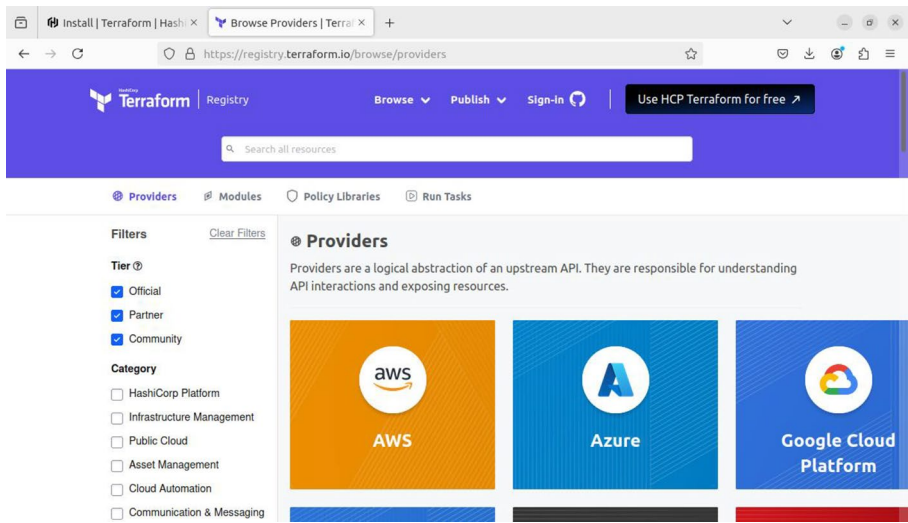 Install | Terraform | Hashi
Browse Providers | Terra
https://registry.terraform.io/browse/providers
HashiCorp
Terraform
Registry
Browse
Publish
Sign-in
Use HCP Terraform for free
Search all resources
Providers
Modules
Policy Libraries
Run Tasks
Filters
Clear Filters
Tier
Official
Partner
Community
Category
HashiCorp Platform
Infrastructure Management
Public Cloud
Asset Management
Cloud Automation
Communication & Messaging
Providers
Providers are a logical abstraction of an upstream API. They are responsible for understanding
API interactions and exposing resources.
aws
AWS
Azure
Google Cloud
Platform